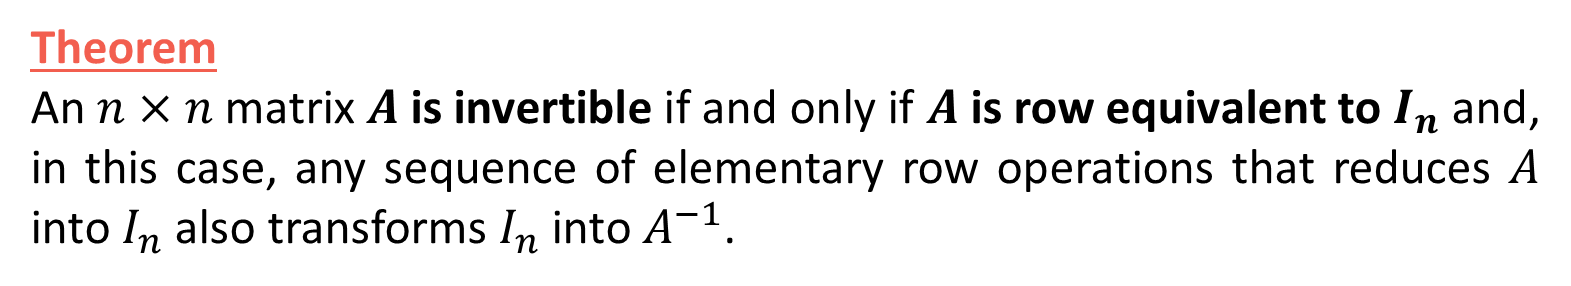 Theorem
An n × n matrix A is invertible if and only if A is row equivalent to Iₙ and,
in this case, any sequence of elementary row operations that reduces A
into Iₙ also transforms Iₙ into A⁻¹.